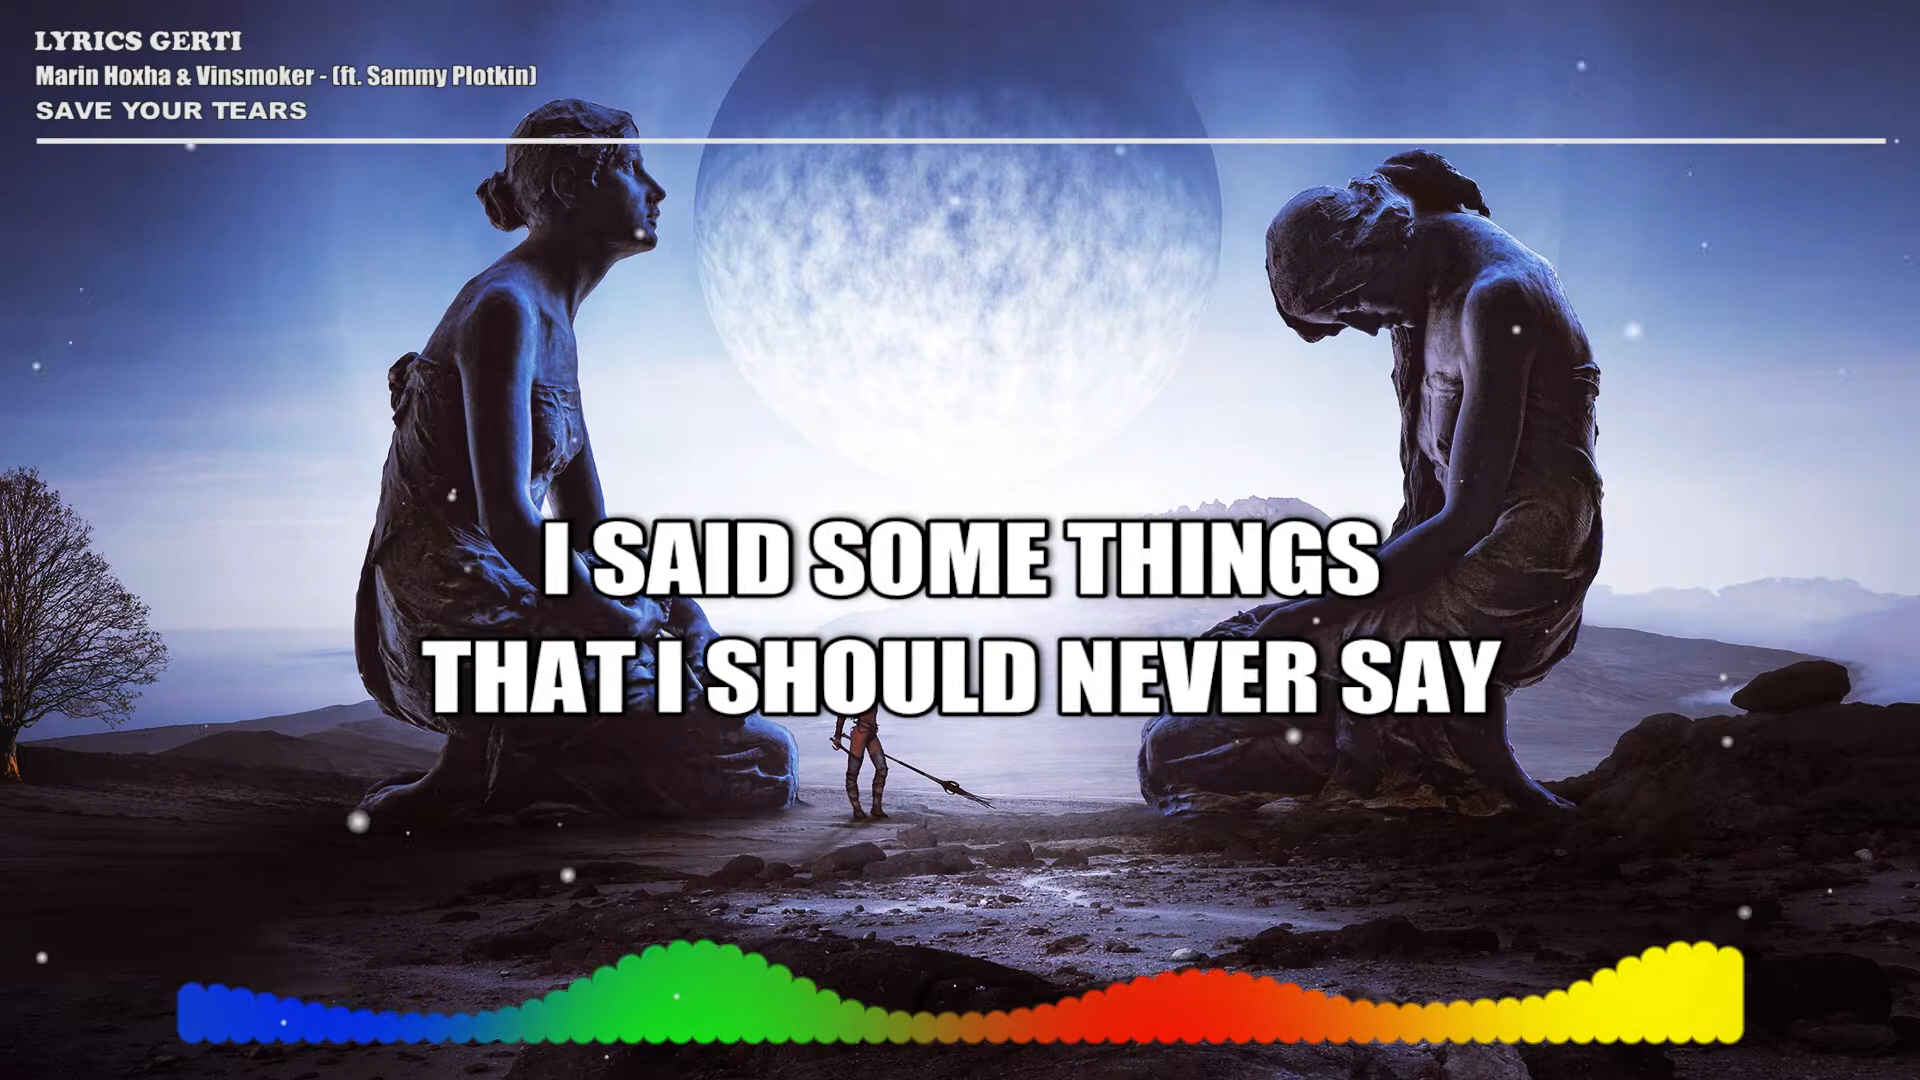 LYRICS GERTI
Marin Hoxha & Vinsmoker - (ft. Sammy Plotkin)
SAVE YOUR TEARS
I SAID SOME THINGS
THAT I SHOULD NEVER SAY